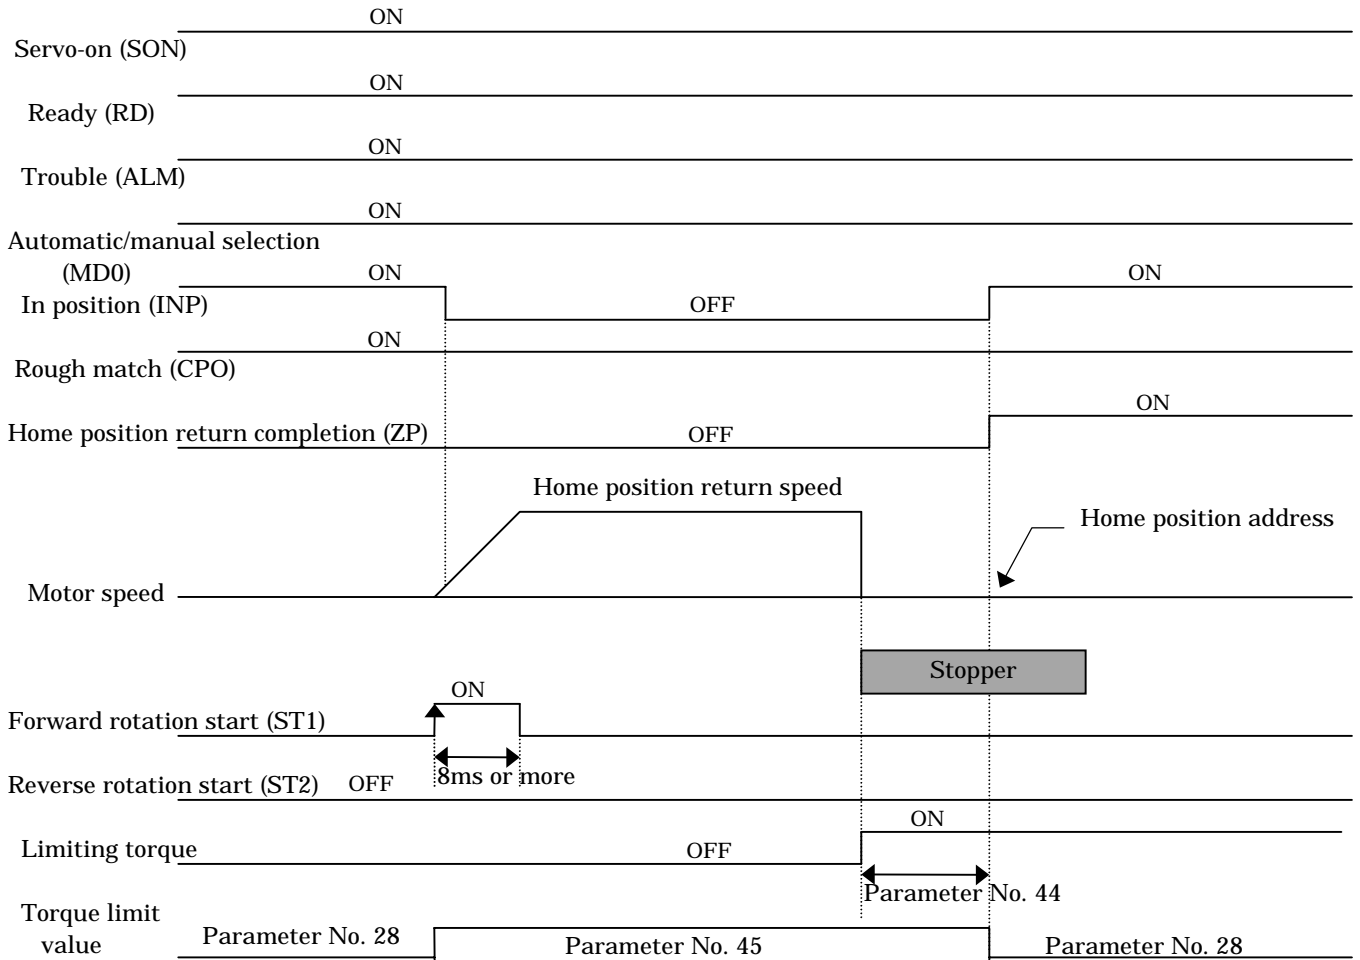 ON
Servo-on (SON)
ON
Ready (RD)
ON
Trouble (ALM)
ON
Automatic/manual selection
(MD0)
ON
ON
In position (INP)
OFF
ON
Rough match (CPO)
ON
Home position return completion (ZP)
OFF
Home position return speed
Home position address
Motor speed
Stopper
ON
Forward rotation start (ST1)
8ms or more
Reverse rotation start (ST2)
OFF
ON
Limiting torque
OFF
Parameter No. 44
Torque limit
value
Parameter No. 28
Parameter No. 45
Parameter No. 28